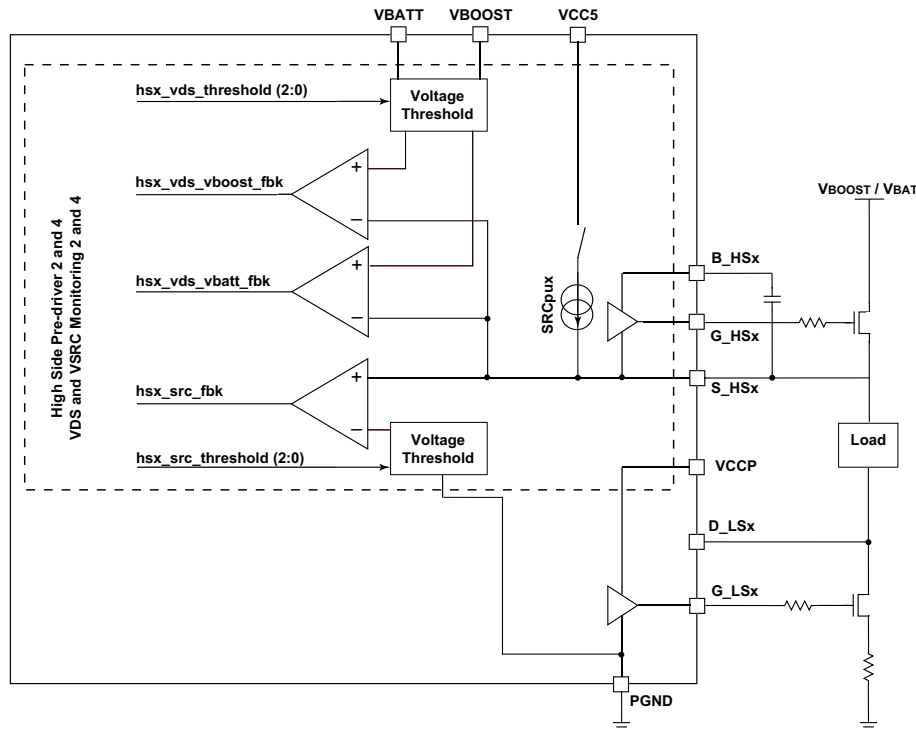 VBATT VBOOST VCC5
hsx_vds_threshold (2:0)
Voltage
Threshold
hsx_vds_vboost_fbk
+
−
hsx_vds_vbatt_fbk
+
−
hsx_src_fbk
+
−
hsx_src_threshold (2:0)
Voltage
Threshold
High Side Pre-driver 2 and 4
VDS and VSRC Monitoring 2 and 4
SRCpux
VBOOST / VBAT
B_HSx
G_HSx
S_HSx
Load
VCCP
D_LSx
G_LSx
PGND